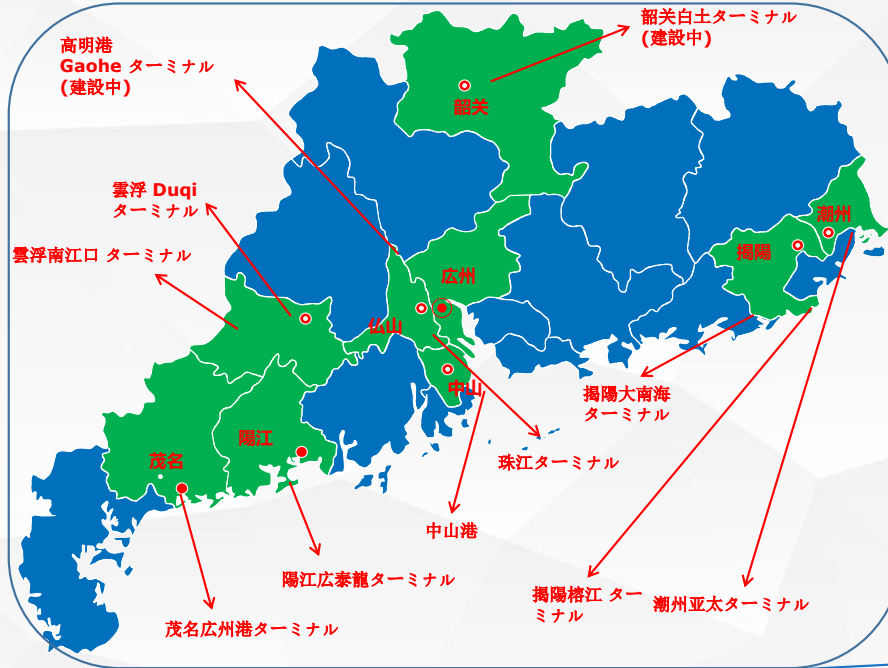 韶关白土ターミナル
(建設中)
高明港
Gaohe ターミナル
(建設中)
韶关
雲浮 Duqi
ターミナル
潮州
雲浮南江口 ターミナル
揭陽
広州
仏山
中山
揭陽大南海
ターミナル
陽江
珠江ターミナル
茂名
中山港
陽江広泰龍ターミナル
揭陽榕江 ター
ミナル
潮州亚太ターミナル
茂名広州港ターミナル